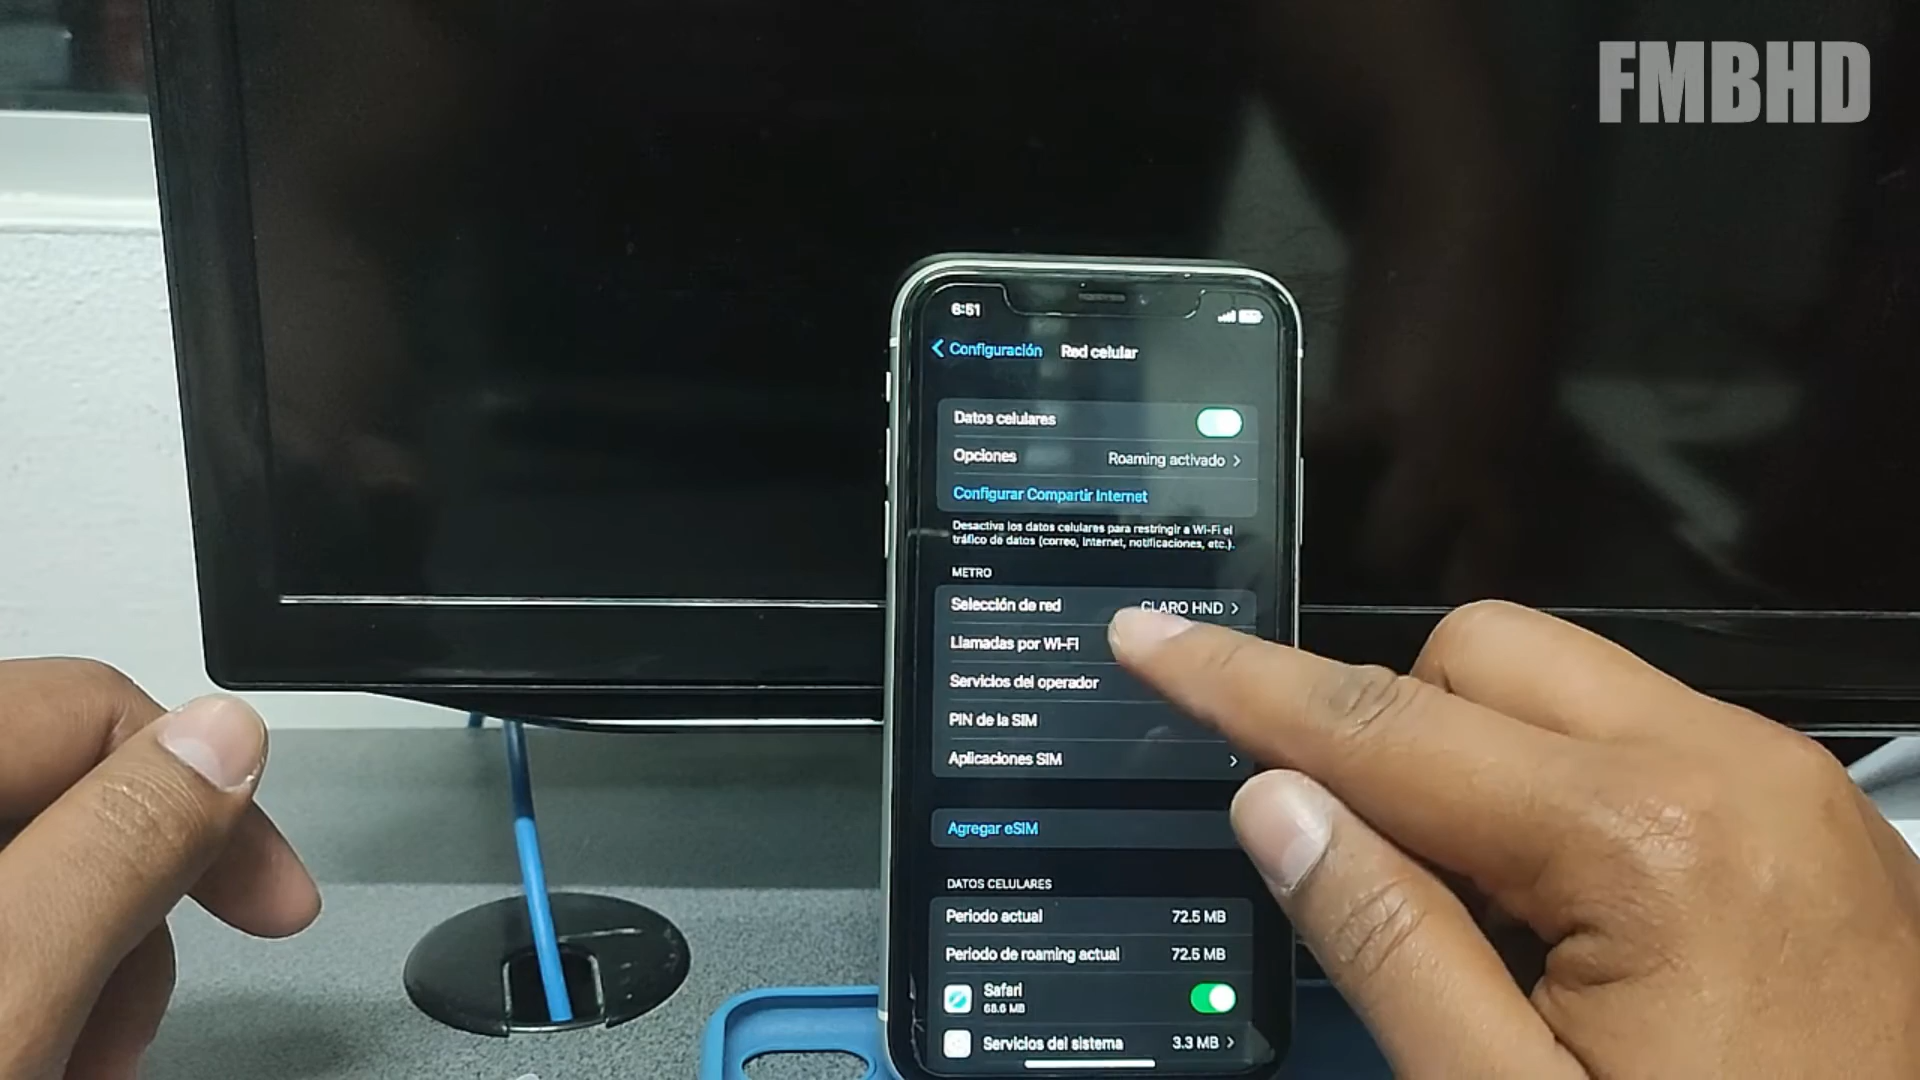 FMBHD
6:51
Configuración Red celular
Datos celulares
Opciones Roaming activado
Configurar Compartir Internet
Desactiva los datos celulares para restringir a Wi-Fi el
tráfico de datos (correo, Internet, notificaciones, etc.).
METRO
Selección de red CLARO HND
Llamadas por Wi-Fi
Servicios del operador
PIN de la SIM
Aplicaciones SIM
Agregar eSIM
DATOS CELULARES
Periodo actual 72.5 MB
Periodo de roaming actual 72.5 MB
Safari
68.6 MB
Servicios del sistema 3.3 MB